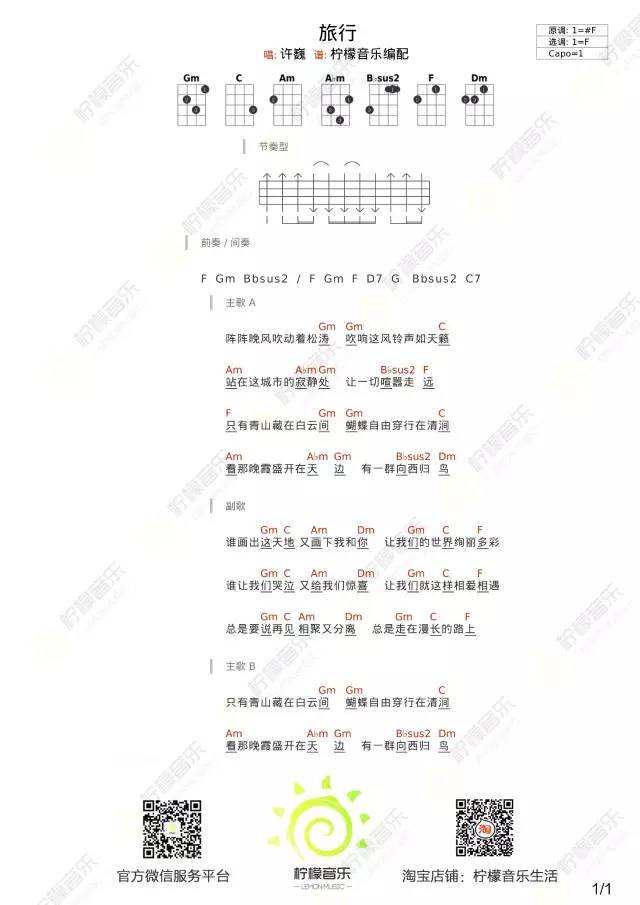 旅行
唱: 许巍 谱: 柠檬音乐编配
原调: 1=#F
选调: 1=F
Capo=1
Gm C Am A♭m B♭sus2 F Dm
节奏型
前奏 / 间奏
F Gm Bbsus2 / F Gm F D7 G Bbsus2 C7
主歌 A
Gm Gm C
阵阵晚风吹动着松涛 吹响这风铃声如天籁
Am A♭m Gm B♭sus2 F
站在这城市的寂静处 让一切喧嚣走 远
F Gm Gm C
只有青山藏在白云间 蝴蝶自由穿行在清涧
Am A♭m Gm B♭sus2 Dm
看那晚霞盛开在天 边 有一群向西归 鸟
副歌
Gm C Am Dm Gm C F
谁画出这天地 又画下我和你 让我们的世界绚丽多彩
Gm C Am Dm Gm C F
谁让我们哭泣 又给我们惊喜 让我们就这样相爱相遇
Gm C Am Dm Gm C F
总是要说再见 相聚又分离 总是走在漫长的路上
主歌 B
Gm Gm C
只有青山藏在白云间 蝴蝶自由穿行在清涧
Am A♭m Gm B♭sus2 Dm
看那晚霞盛开在天 边 有一群向西归 鸟
官方微信服务平台
柠檬音乐
LEMON MUSIC
淘
淘宝店铺：柠檬音乐生活
1/1